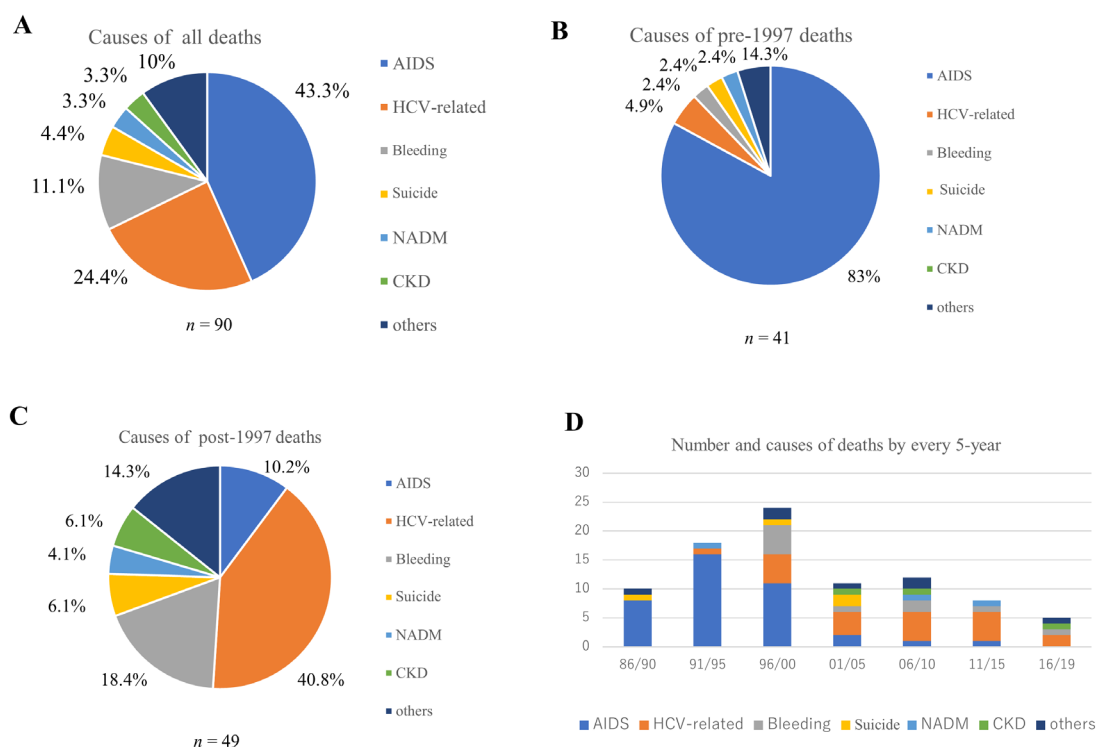 A
Causes of all deaths
10%
3.3%
3.3%
4.4%
11.1%
24.4%
43.3%
AIDS
HCV-related
Bleeding
Suicide
NADM
CKD
others
n = 90
B
Causes of pre-1997 deaths
2.4% 14.3%
2.4%
2.4%
4.9%
83%
AIDS
HCV-related
Bleeding
Suicide
NADM
CKD
others
n = 41
C
Causes of post-1997 deaths
14.3%
10.2%
6.1%
4.1%
6.1%
18.4%
40.8%
AIDS
HCV-related
Bleeding
Suicide
NADM
CKD
others
n = 49
D
Number and causes of deaths by every 5-year
30
25
20
15
10
5
0
86/90 91/95 96/00 01/05 06/10 11/15 16/19
AIDS HCV-related Bleeding Suicide NADM CKD others